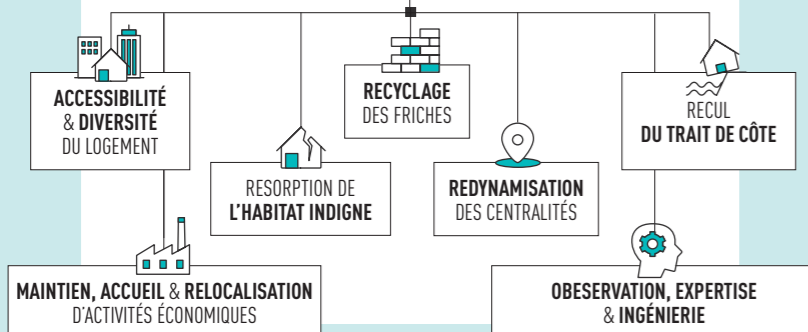 ACCESSIBILITÉ
& DIVERSITÉ
DU LOGEMENT
RECYCLAGE
DES FRICHES
RECUL
DU TRAIT DE CÔTE
RESORPTION DE
L'HABITAT INDIGNE
REDYNAMISATION
DES CENTRALITÉS
MAINTIEN, ACCUEIL & RELOCALISATION
D'ACTIVITÉS ÉCONOMIQUES
OBESERVATION, EXPERTISE
& INGÉNIERIE